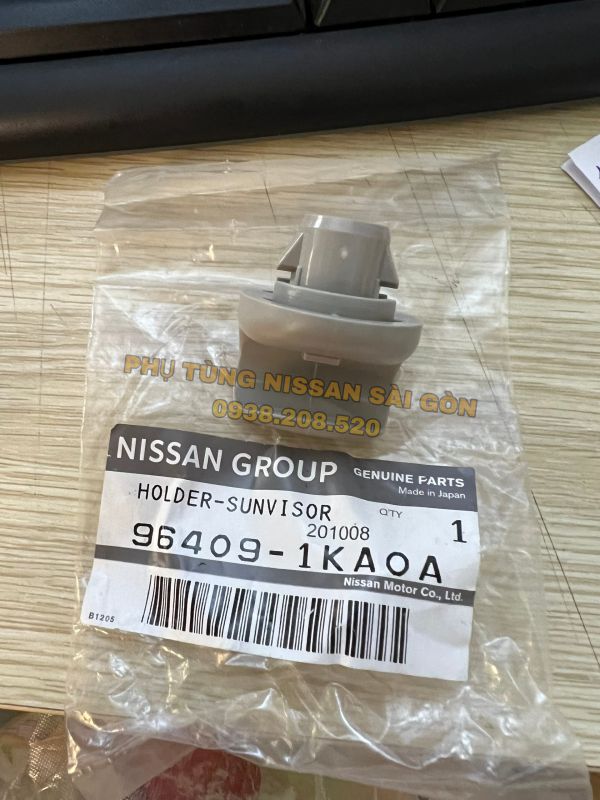 PHỤ TÙNG NISSAN SÀI GÒN
0938.208.520
NISSAN GROUP GENUINE PARTS
Made in Japan
HOLDER-SUNVISOR Q'TY
201008 1
96409-1KA0A
Nissan Motor Co., Ltd.
B1205